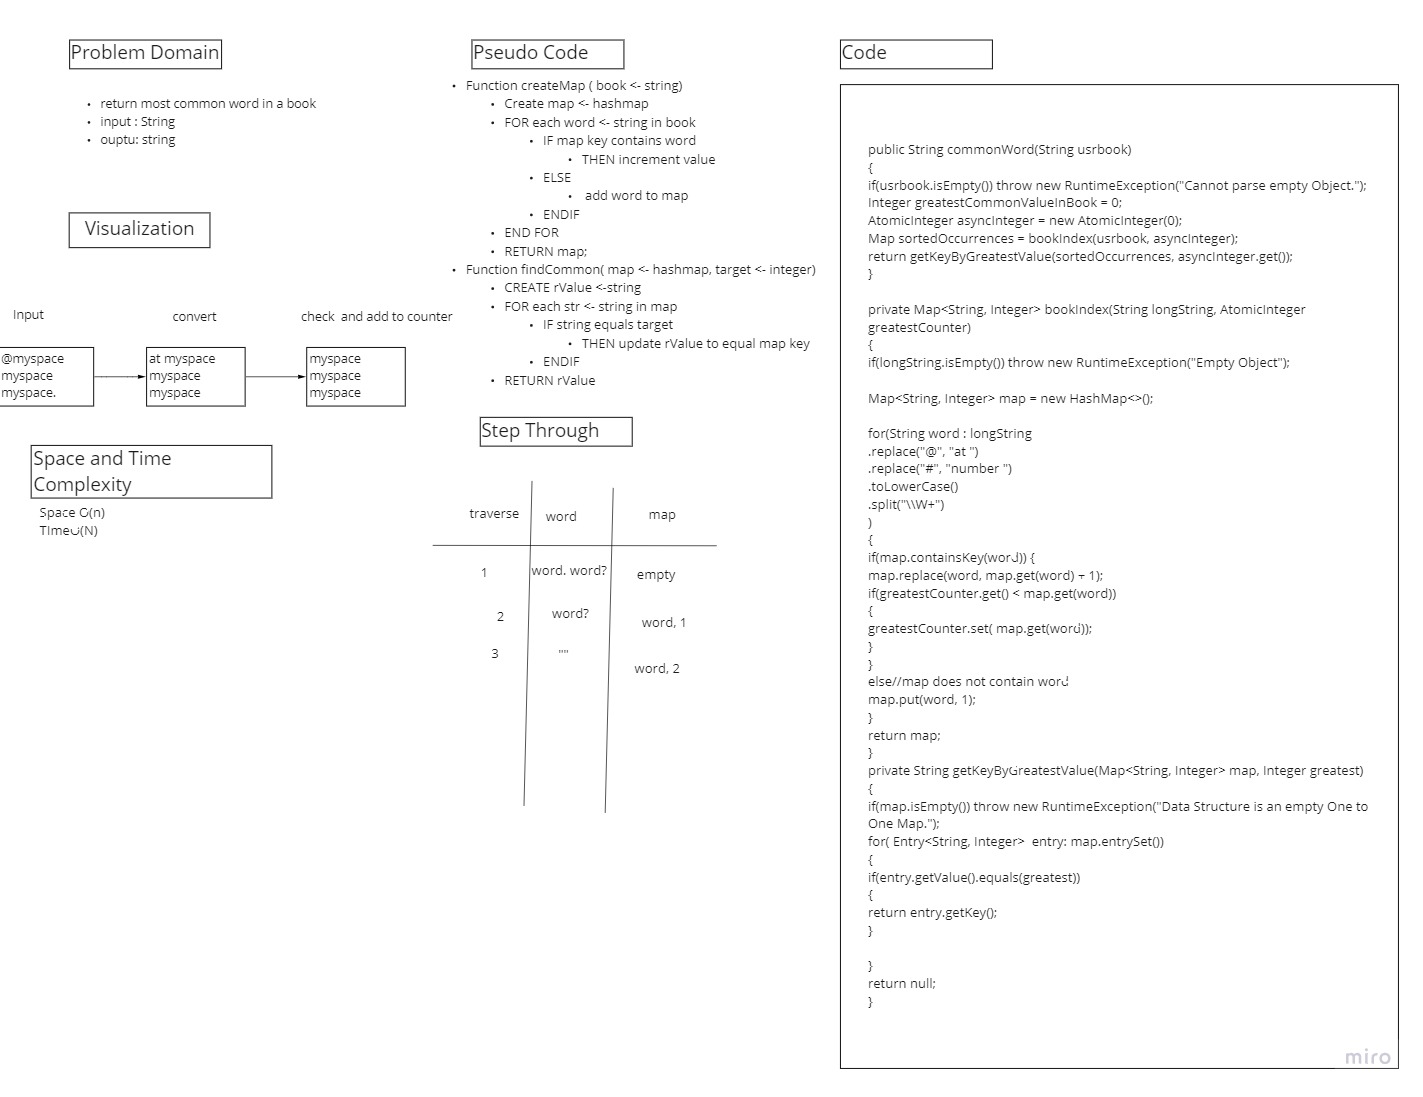 Problem Domain
• return most common word in a book
• input : String
• ouptu: string
Visualization
Input
convert
check and add to counter
@myspace
myspace
myspace.
at myspace
myspace
myspace
myspace
myspace
myspace
Space and Time
Complexity
Space O(n)
TImeO(N)
Pseudo Code
• Function createMap ( book <- string)
• Create map <- hashmap
• FOR each word <- string in book
• IF map key contains word
• THEN increment value
• ELSE
• add word to map
• ENDIF
• END FOR
• RETURN map;
• Function findCommon( map <- hashmap, target <- integer)
• CREATE rValue <-string
• FOR each str <- string in map
• IF string equals target
• THEN update rValue to equal map key
• ENDIF
• RETURN rValue
Step Through
traverse word map
1 word. word? empty
2 word? word, 1
3 "" word, 2
Code
public String commonWord(String usrbook)
{
if(usrbook.isEmpty()) throw new RuntimeException("Cannot parse empty Object.");
Integer greatestCommonValueInBook = 0;
AtomicInteger asyncInteger = new AtomicInteger(0);
Map sortedOccurrences = bookIndex(usrbook, asyncInteger);
return getKeyByGreatestValue(sortedOccurrences, asyncInteger.get());
}
private Map<String, Integer> bookIndex(String longString, AtomicInteger
greatestCounter)
{
if(longString.isEmpty()) throw new RuntimeException("Empty Object");
Map<String, Integer> map = new HashMap<>();
for(String word : longString
.replace("@", "at ")
.replace("#", "number ")
.toLowerCase()
.split("\\W+")
)
{
if(map.containsKey(word)) {
map.replace(word, map.get(word) + 1);
if(greatestCounter.get() < map.get(word))
{
greatestCounter.set( map.get(word));
}
}
else//map does not contain word
map.put(word, 1);
}
return map;
}
private String getKeyByGreatestValue(Map<String, Integer> map, Integer greatest)
{
if(map.isEmpty()) throw new RuntimeException("Data Structure is an empty One to
One Map.");
for( Entry<String, Integer> entry: map.entrySet())
{
if(entry.getValue().equals(greatest))
{
return entry.getKey();
}
}
return null;
}
miro